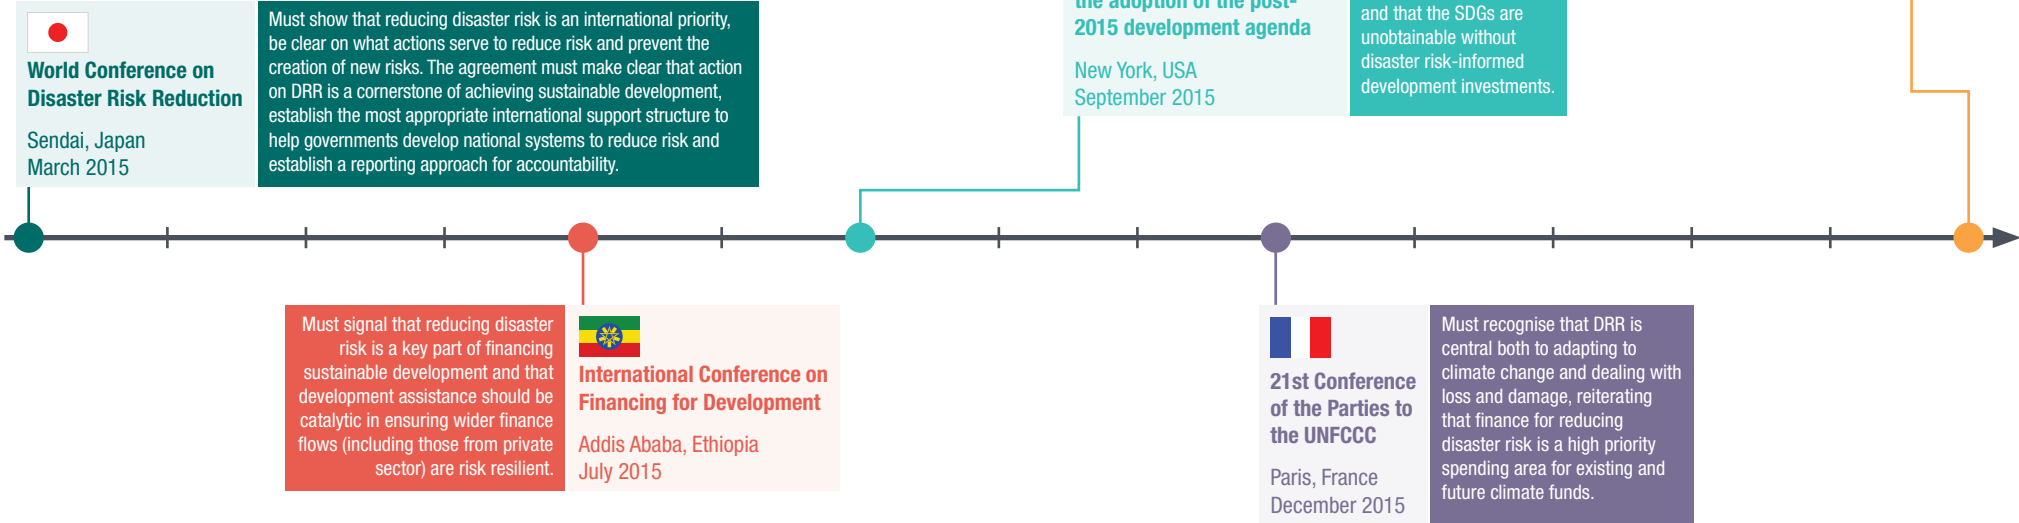 World Conference on
Disaster Risk Reduction
Sendai, Japan
March 2015
Must show that reducing disaster risk is an international priority,
be clear on what actions serve to reduce risk and prevent the
creation of new risks. The agreement must make clear that action
on DRR is a cornerstone of achieving sustainable development,
establish the most appropriate international support structure to
help governments develop national systems to reduce risk and
establish a reporting approach for accountability.
the adoption of the post-
2015 development agenda
New York, USA
September 2015
and that the SDGs are
unobtainable without
disaster risk-informed
development investments.
Must signal that reducing disaster
risk is a key part of financing
sustainable development and that
development assistance should be
catalytic in ensuring wider finance
flows (including those from private
sector) are risk resilient.
International Conference on
Financing for Development
Addis Ababa, Ethiopia
July 2015
21st Conference
of the Parties to
the UNFCCC
Paris, France
December 2015
Must recognise that DRR is
central both to adapting to
climate change and dealing with
loss and damage, reiterating
that finance for reducing
disaster risk is a high priority
spending area for existing and
future climate funds.